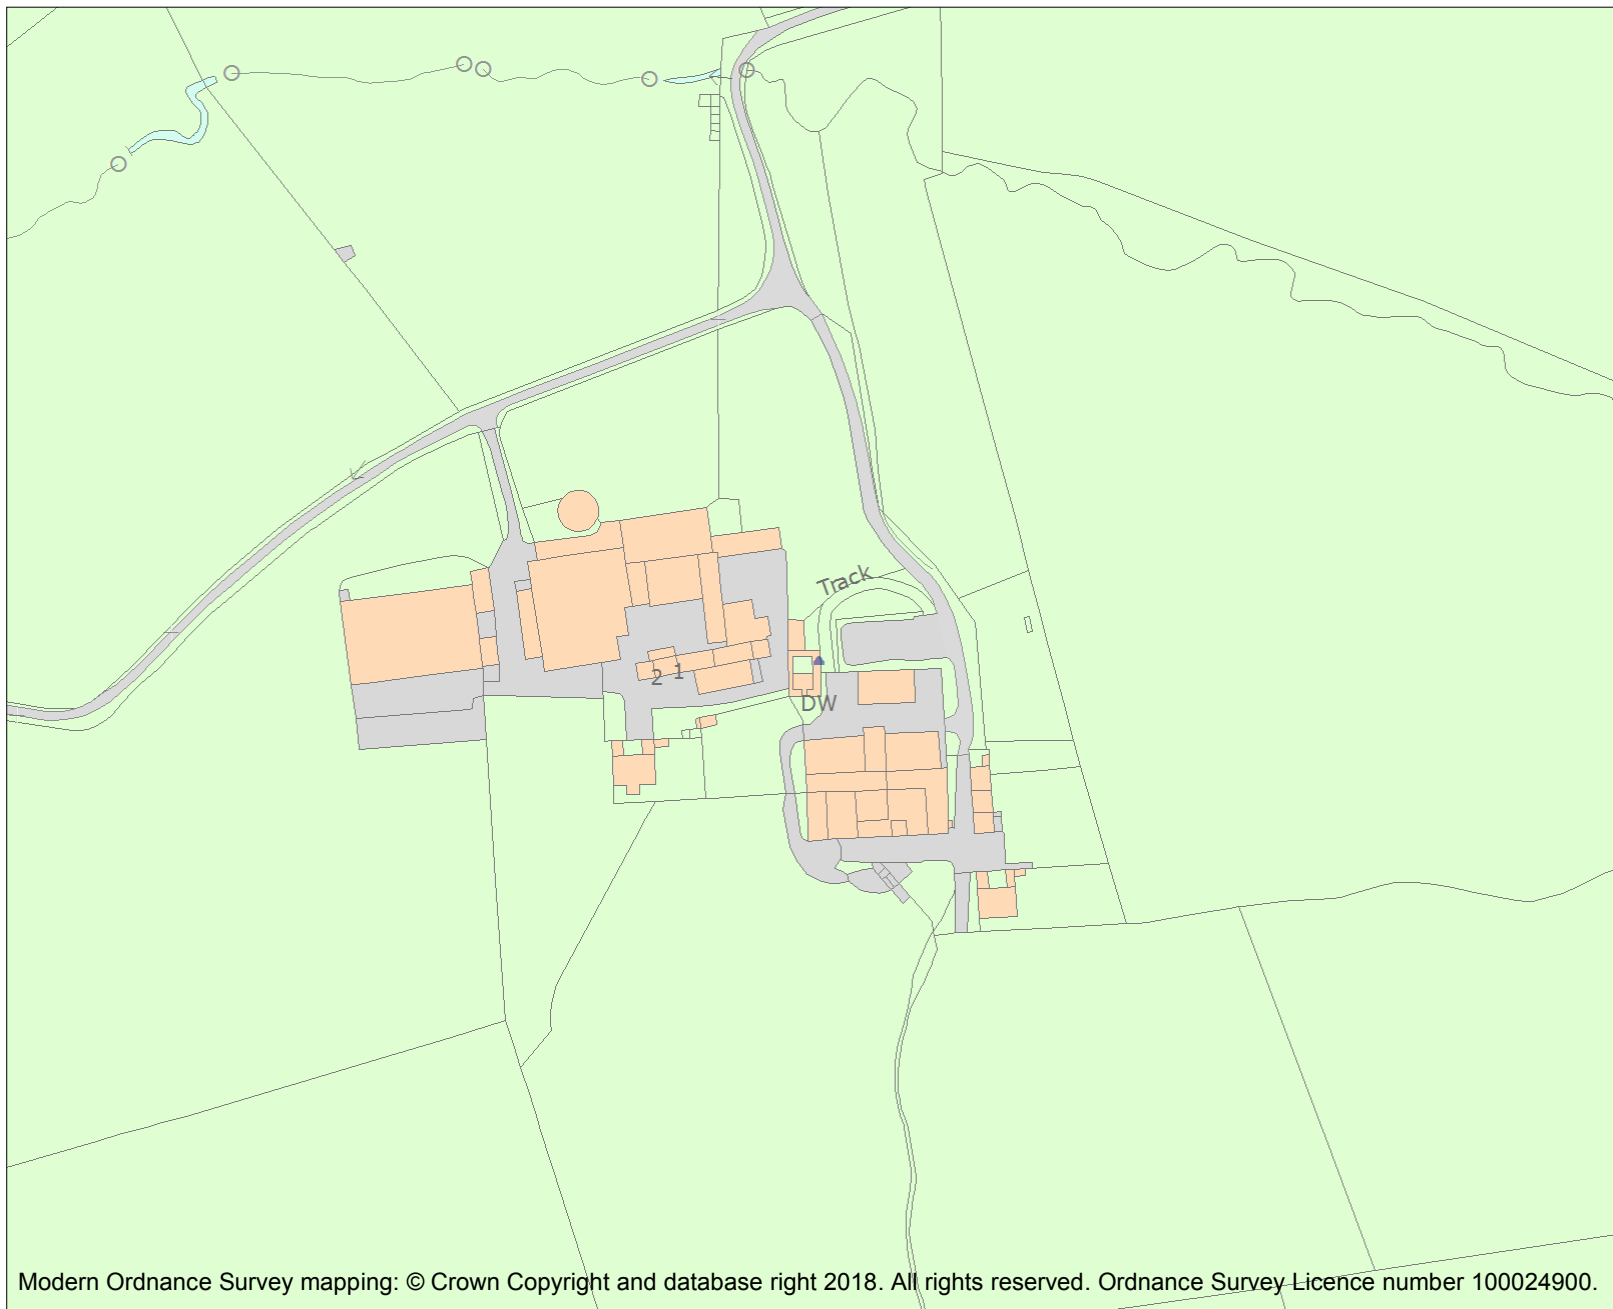 Track
2 1
DW
Modern Ordnance Survey mapping: © Crown Copyright and database right 2018. All rights reserved. Ordnance Survey Licence number 100024900.